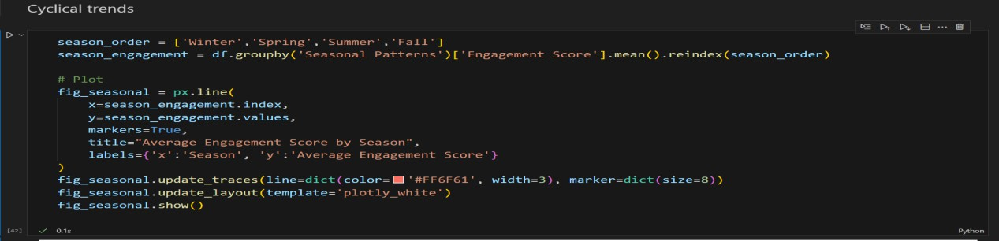 Cyclical trends
season_order = ['Winter','Spring','Summer','Fall']
season_engagement = df.groupby('Seasonal Patterns')['Engagement Score'].mean().reindex(season_order)
# Plot
fig_seasonal = px.line(
    x=season_engagement.index,
    y=season_engagement.values,
    markers=True,
    title="Average Engagement Score by Season",
    labels={'x':'Season', 'y':'Average Engagement Score'}
)
fig_seasonal.update_traces(line=dict(color='#FF6F61', width=3), marker=dict(size=8))
fig_seasonal.update_layout(template='plotly_white')
fig_seasonal.show()
[42] 0.1s Python